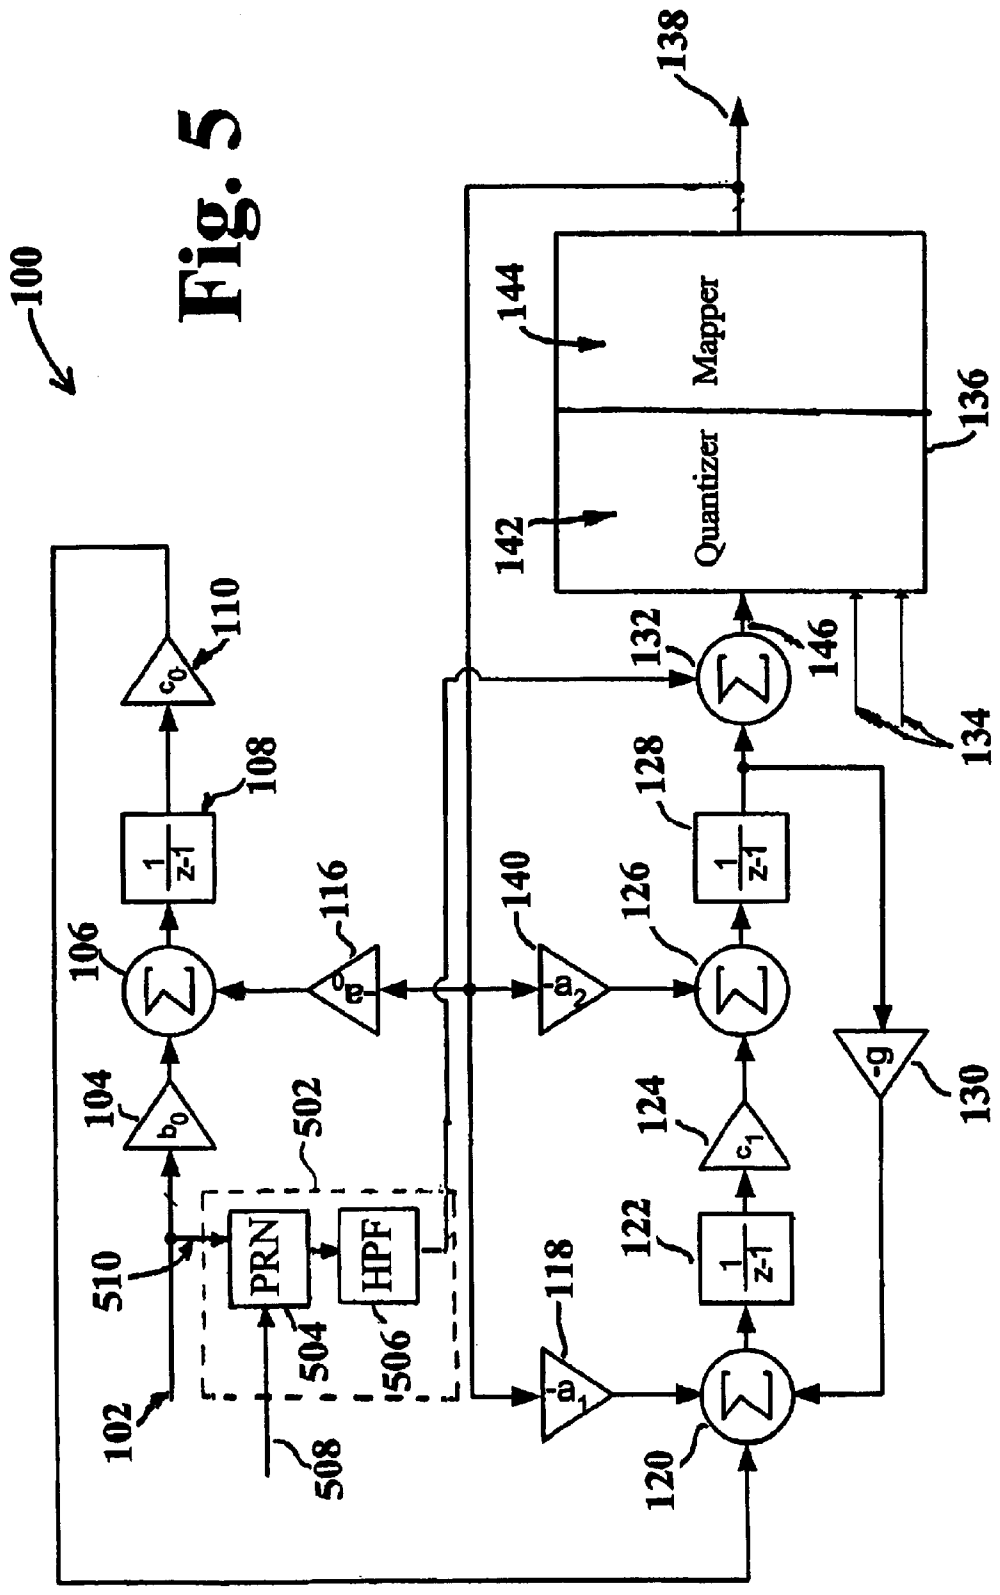 100
Fig. 5
102
510
104
b₀
106
Σ
108
1
z-1
110
c₀
502
PRN
504
HPF
506
508
116
-a₀
118
-a₁
140
-a₂
120
Σ
122
1
z-1
124
c₁
126
Σ
128
1
z-1
130
-g
132
Σ
146
134
142
Quantizer
144
Mapper
136
138